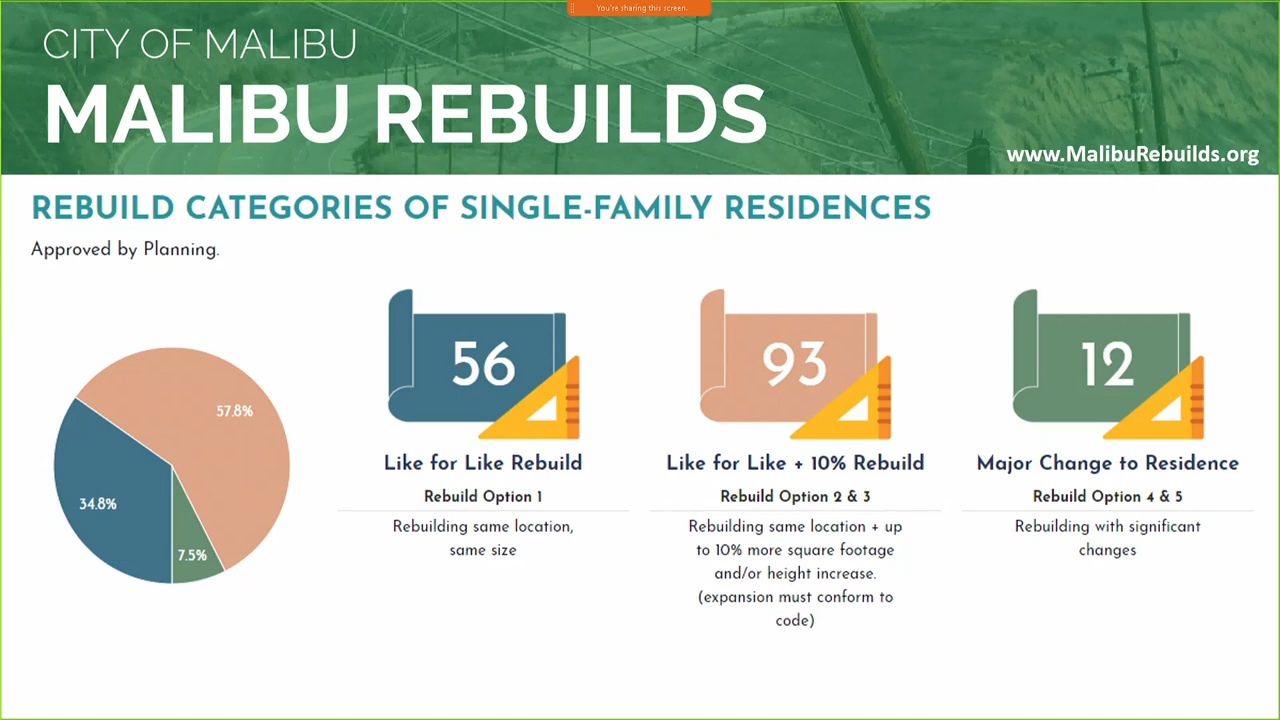 You're sharing this screen.
CITY OF MALIBU
MALIBU REBUILDS
www.MalibuRebuilds.org
REBUILD CATEGORIES OF SINGLE-FAMILY RESIDENCES
Approved by Planning.
57.8%
34.8%
7.5%
56
Like for Like Rebuild
Rebuild Option 1
Rebuilding same location,
same size
93
Like for Like + 10% Rebuild
Rebuild Option 2 & 3
Rebuilding same location + up
to 10% more square footage
and/or height increase.
(expansion must conform to
code)
12
Major Change to Residence
Rebuild Option 4 & 5
Rebuilding with significant
changes